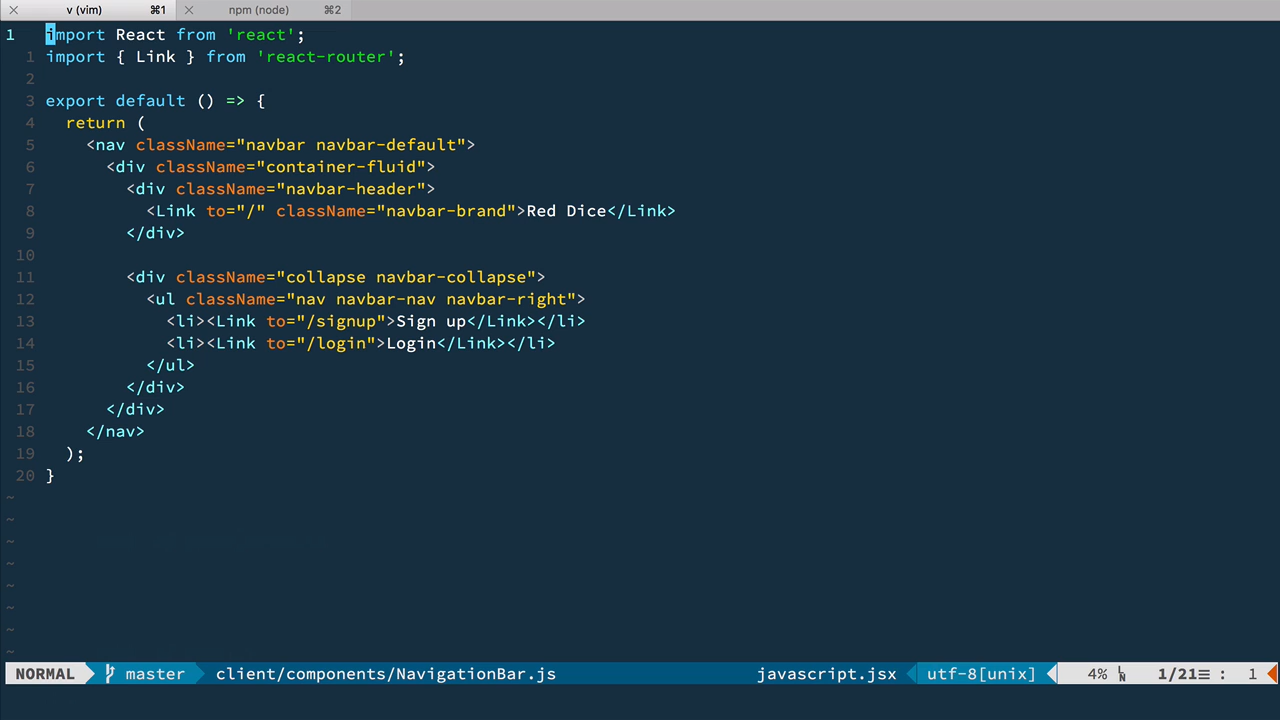 v (vim) ⌘1 npm (node) ⌘2
1 import React from 'react';
1 import { Link } from 'react-router';
2
3 export default () => {
4   return (
5     <nav className="navbar navbar-default">
6       <div className="container-fluid">
7         <div className="navbar-header">
8           <Link to="/" className="navbar-brand">Red Dice</Link>
9         </div>
10
11         <div className="collapse navbar-collapse">
12           <ul className="nav navbar-nav navbar-right">
13             <li><Link to="/signup">Sign up</Link></li>
14             <li><Link to="/login">Login</Link></li>
15           </ul>
16         </div>
17       </div>
18     </nav>
19   );
20 }
~
~
~
~
~
~
~
~
NORMAL master client/components/NavigationBar.js javascript.jsx utf-8[unix] 4% 1/21≡ : 1